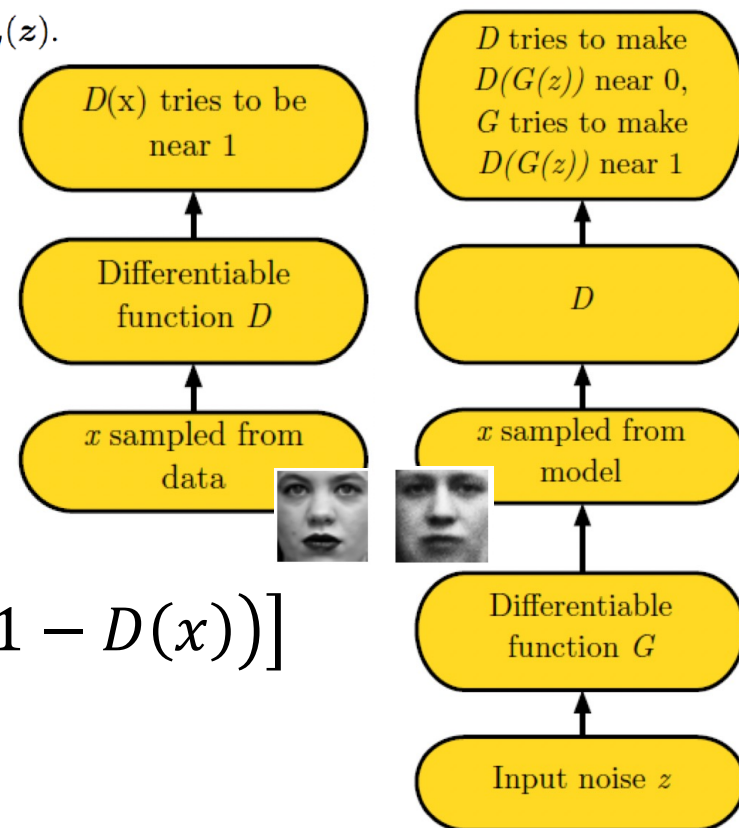 (z).
D(x) tries to be
near 1
Differentiable
function D
x sampled from
data
D tries to make
D(G(z)) near 0,
G tries to make
D(G(z)) near 1
D
x sampled from
model
Differentiable
function G
Input noise z
1 − D(x))]